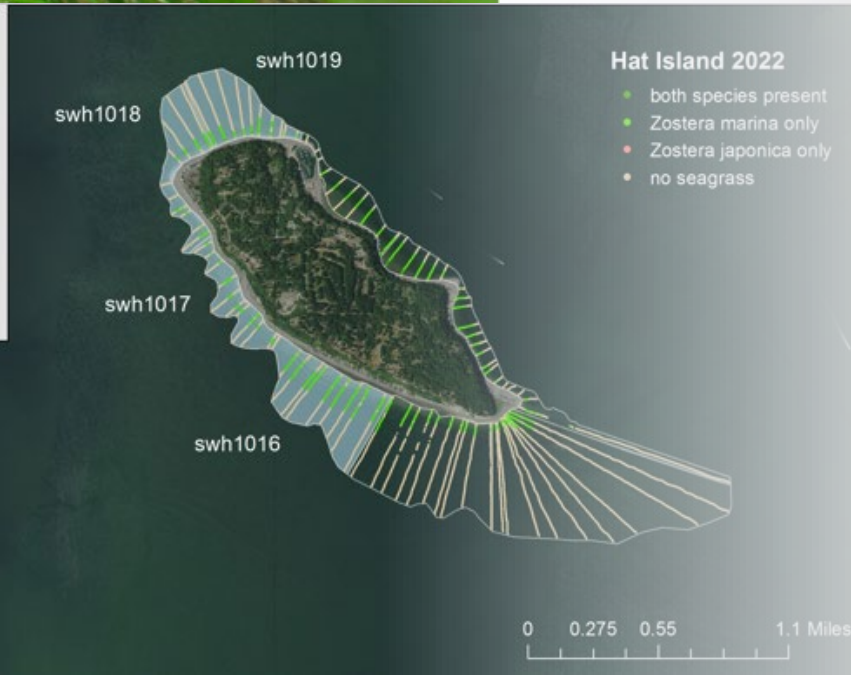 swh1019
swh1018
Hat Island 2022
both species present
Zostera marina only
Zostera japonica only
no seagrass
swh1017
swh1016
0 0.275 0.55 1.1 Miles